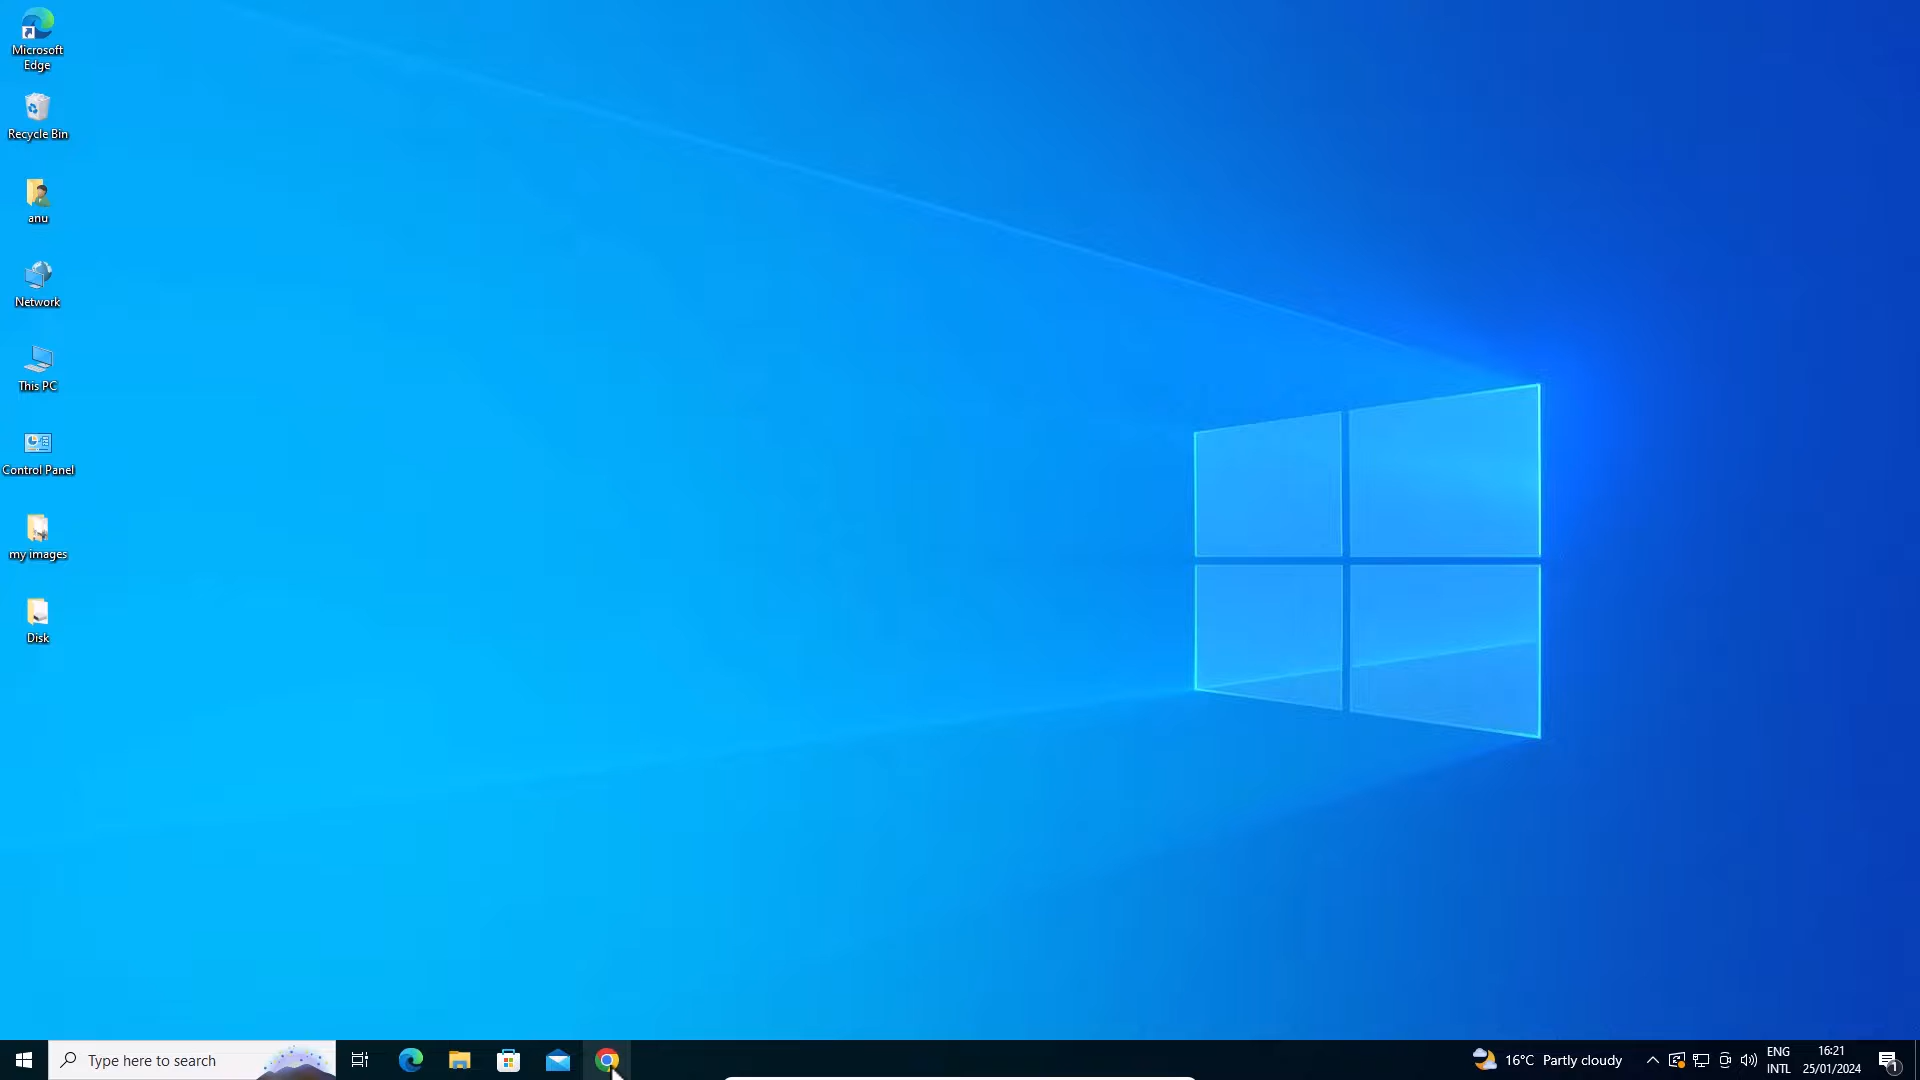 Microsoft
Edge
Recycle Bin
anu
Network
This PC
Control Panel
my images
Disk
Type here to search
16°C Partly cloudy
ENG
INTL
16:21
25/01/2024
1